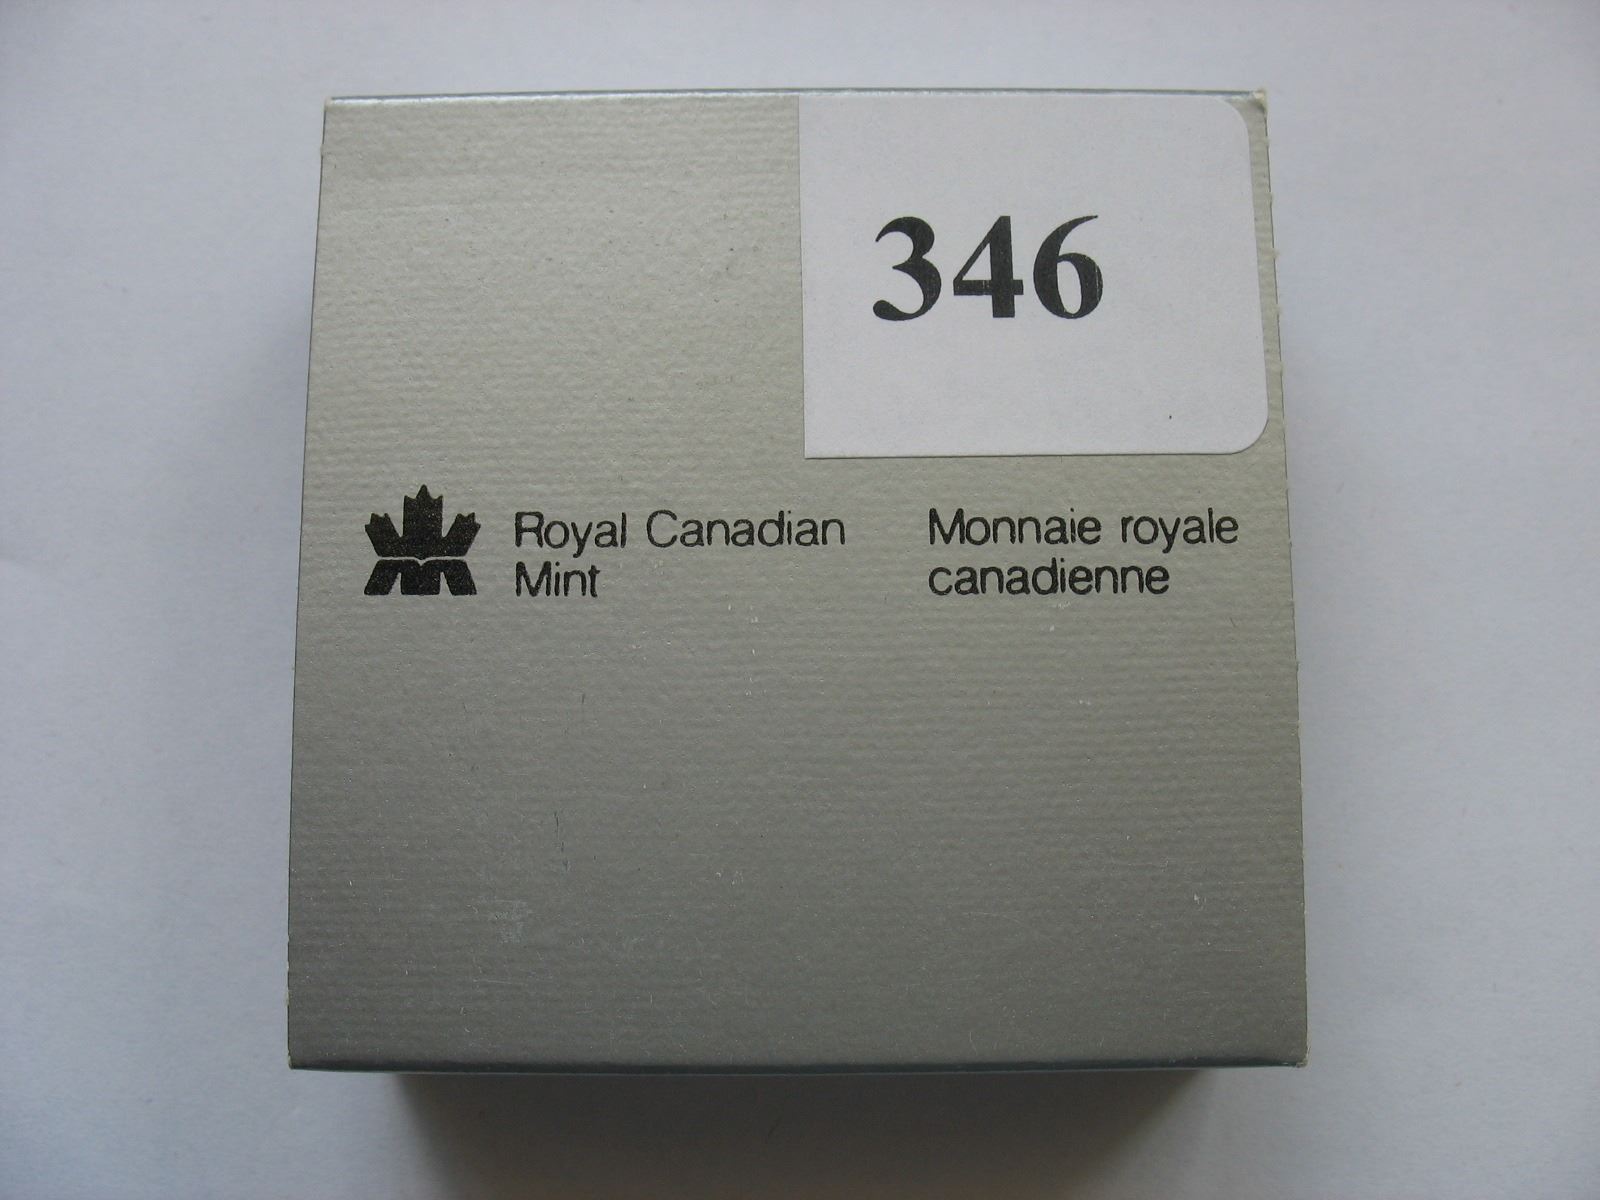 346
Royal Canadian
Mint
Monnaie royale
canadienne